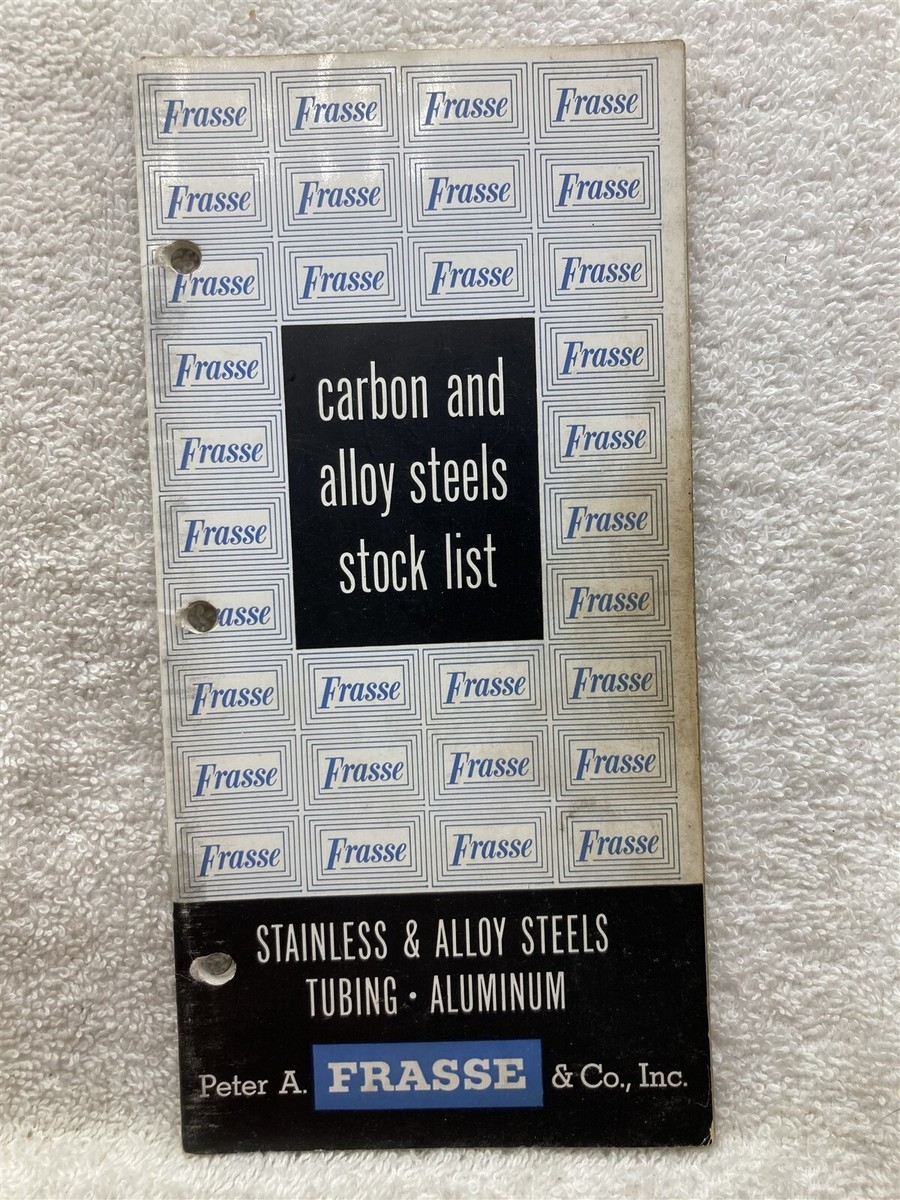 Frasse Frasse Frasse Frasse
Frasse Frasse Frasse Frasse
Frasse Frasse Frasse Frasse
Frasse Frasse
Frasse Frasse
Frasse Frasse
asse Frasse
carbon and
alloy steels
stock list
Frasse Frasse Frasse Frasse
Frasse Frasse Frasse Frasse
Frasse Frasse Frasse Frasse
STAINLESS & ALLOY STEELS
TUBING · ALUMINUM
Peter A. FRASSE & Co., Inc.